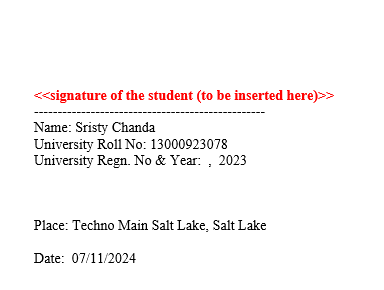 <<signature of the student (to be inserted here)>>
-------------------------------------------------
Name: Sristy Chanda
University Roll No: 13000923078
University Regn. No & Year:  ,  2023
Place: Techno Main Salt Lake, Salt Lake
Date:  07/11/2024